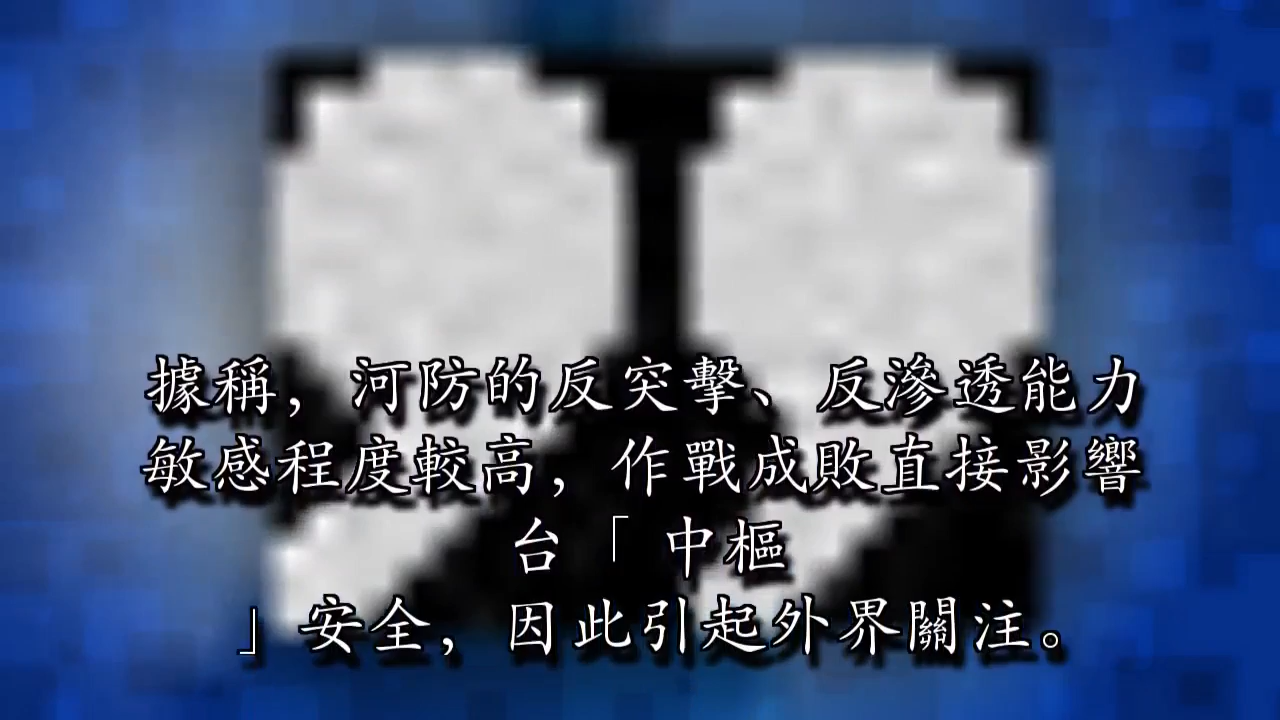 據稱，河防的反突擊、反滲透能力
敏感程度較高，作戰成敗直接影響
台「 中樞
」安全，因此引起外界關注。